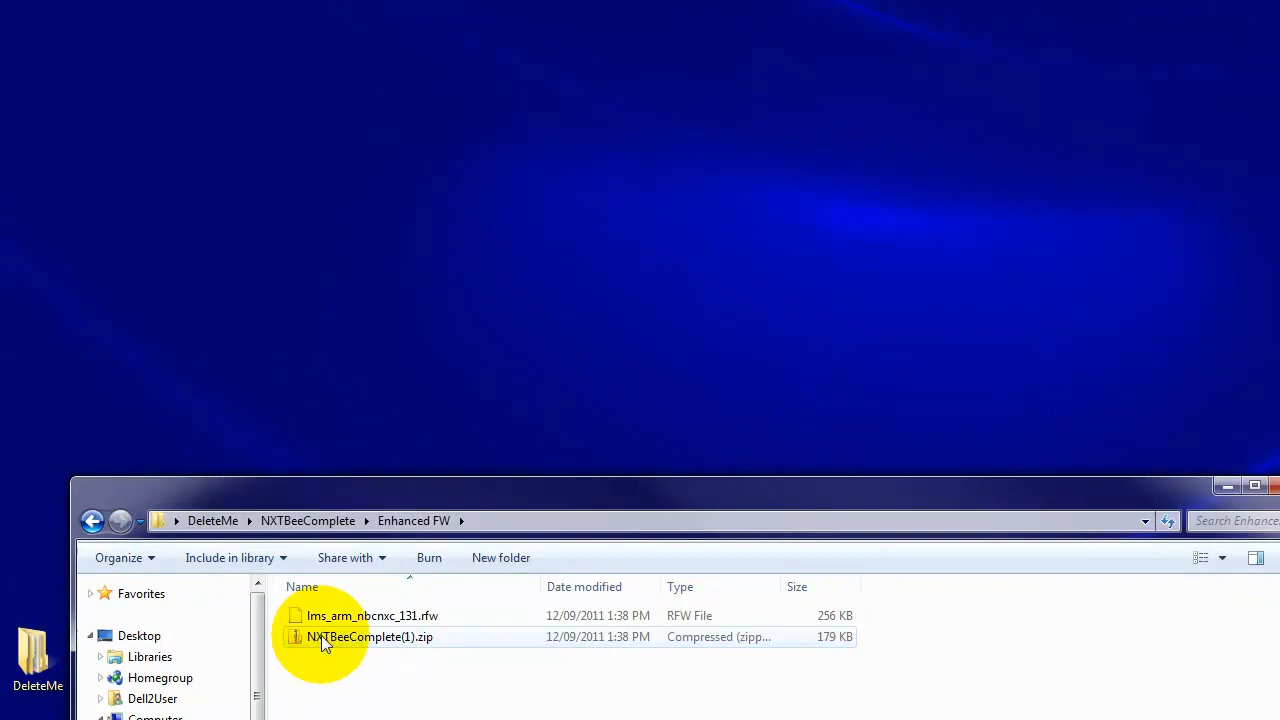 DeleteMe NXTBeeComplete Enhanced FW Search Enhance
Organize Include in library Share with Burn New folder
Name Date modified Type Size
Favorites
lms_arm_nbcnxc_131.rfw 12/09/2011 1:38 PM RFW File 256 KB
NXTBeeComplete(1).zip 12/09/2011 1:38 PM Compressed (zipp... 179 KB
Desktop
Libraries
Homegroup
Dell2User
Computer
DeleteMe